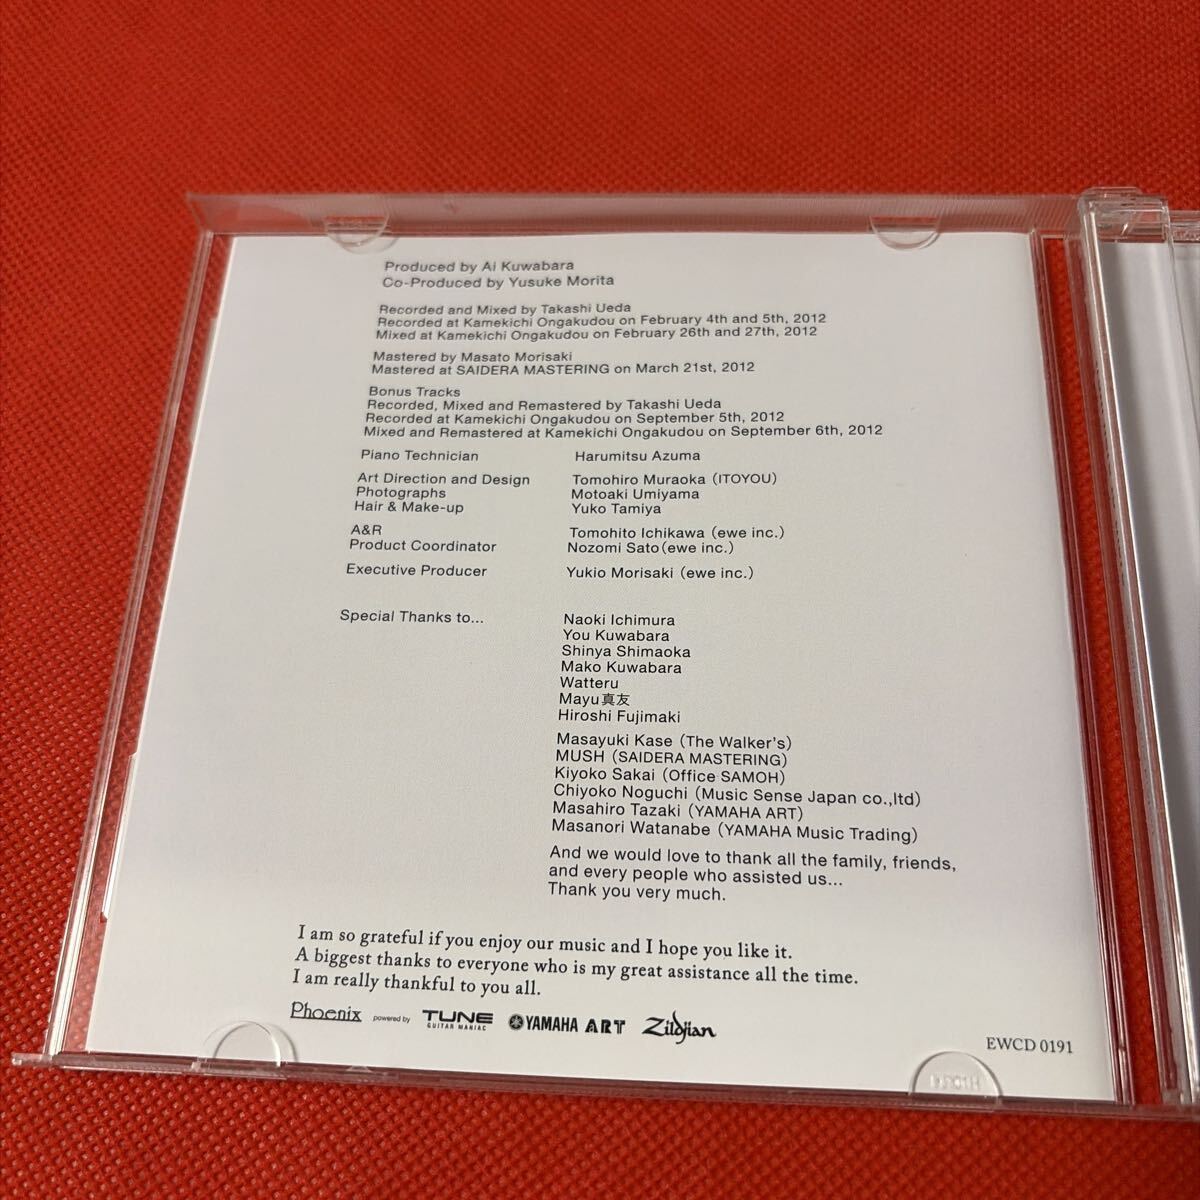 Produced by Ai Kuwabara
Co-Produced by Yusuke Morita
Recorded and Mixed by Takashi Ueda
Recorded at Kamekichi Ongakudou on February 4th and 5th, 2012
Mixed at Kamekichi Ongakudou on February 26th and 27th, 2012
Mastered by Masato Morisaki
Mastered at SAIDERA MASTERING on March 21st, 2012
Bonus Tracks
Recorded, Mixed and Remastered by Takashi Ueda
Recorded at Kamekichi Ongakudou on September 5th, 2012
Mixed and Remastered at Kamekichi Ongakudou on September 6th, 2012
Piano Technician Harumitsu Azuma
Art Direction and Design Tomohiro Muraoka (ITOYOU)
Photographs Motoaki Umiyama
Hair & Make-up Yuko Tamiya
A&R Tomohito Ichikawa (ewe inc.)
Product Coordinator Nozomi Sato (ewe inc.)
Executive Producer Yukio Morisaki (ewe inc.)
Special Thanks to... Naoki Ichimura
You Kuwabara
Shinya Shimaoka
Mako Kuwabara
Watteru
Mayu真友
Hiroshi Fujimaki
Masayuki Kase (The Walker's)
MUSH (SAIDERA MASTERING)
Kiyoko Sakai (Office SAMOH)
Chiyoko Noguchi (Music Sense Japan co.,ltd)
Masahiro Tazaki (YAMAHA ART)
Masanori Watanabe (YAMAHA Music Trading)
And we would love to thank all the family, friends,
and every people who assisted us...
Thank you very much.
I am so grateful if you enjoy our music and I hope you like it.
A biggest thanks to everyone who is my great assistance all the time.
I am really thankful to you all.
Phoenix powered by TUNE GUITAR MANIAC YAMAHA ART Zildjian
EWCD 0191